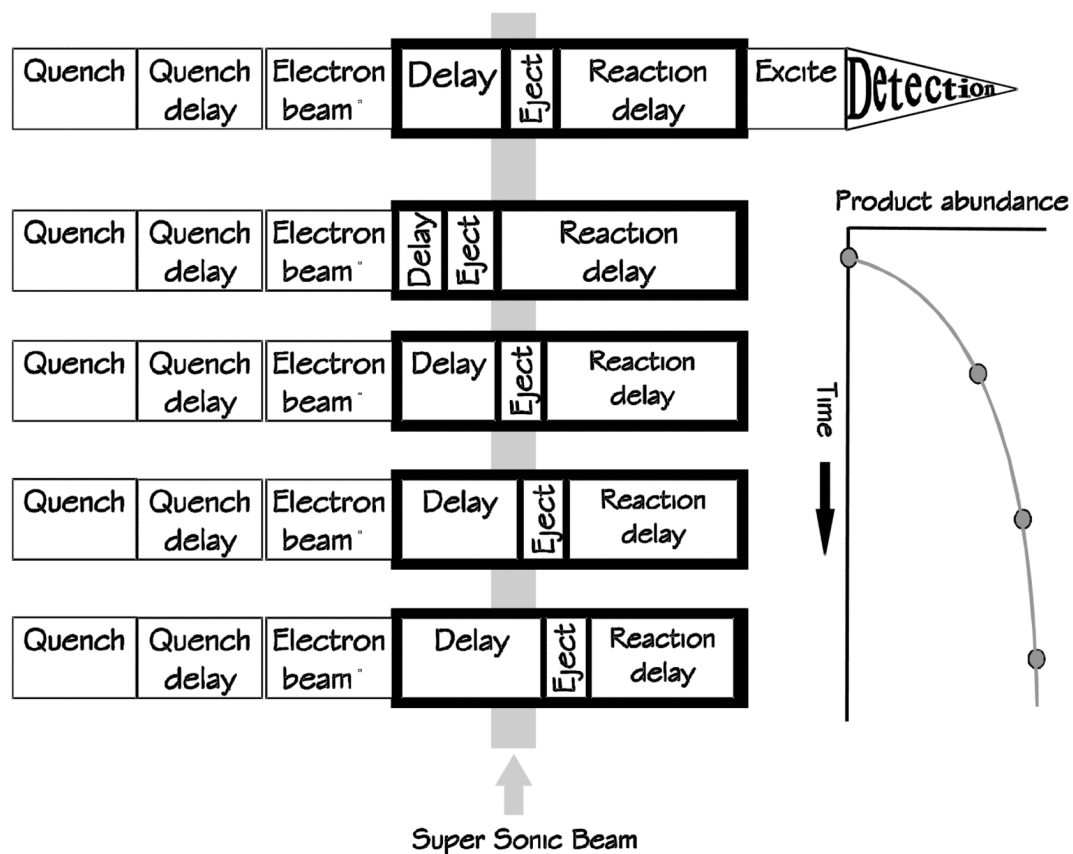 Quench
Quench delay
Electron beam
Delay
Eject
Reaction delay
Excite
Detection
Product abundance
Quench
Quench delay
Electron beam
Delay
Eject
Reaction delay
Quench
Quench delay
Electron beam
Delay
Eject
Reaction delay
Time
Quench
Quench delay
Electron beam
Delay
Eject
Reaction delay
Quench
Quench delay
Electron beam
Delay
Eject
Reaction delay
Super Sonic Beam